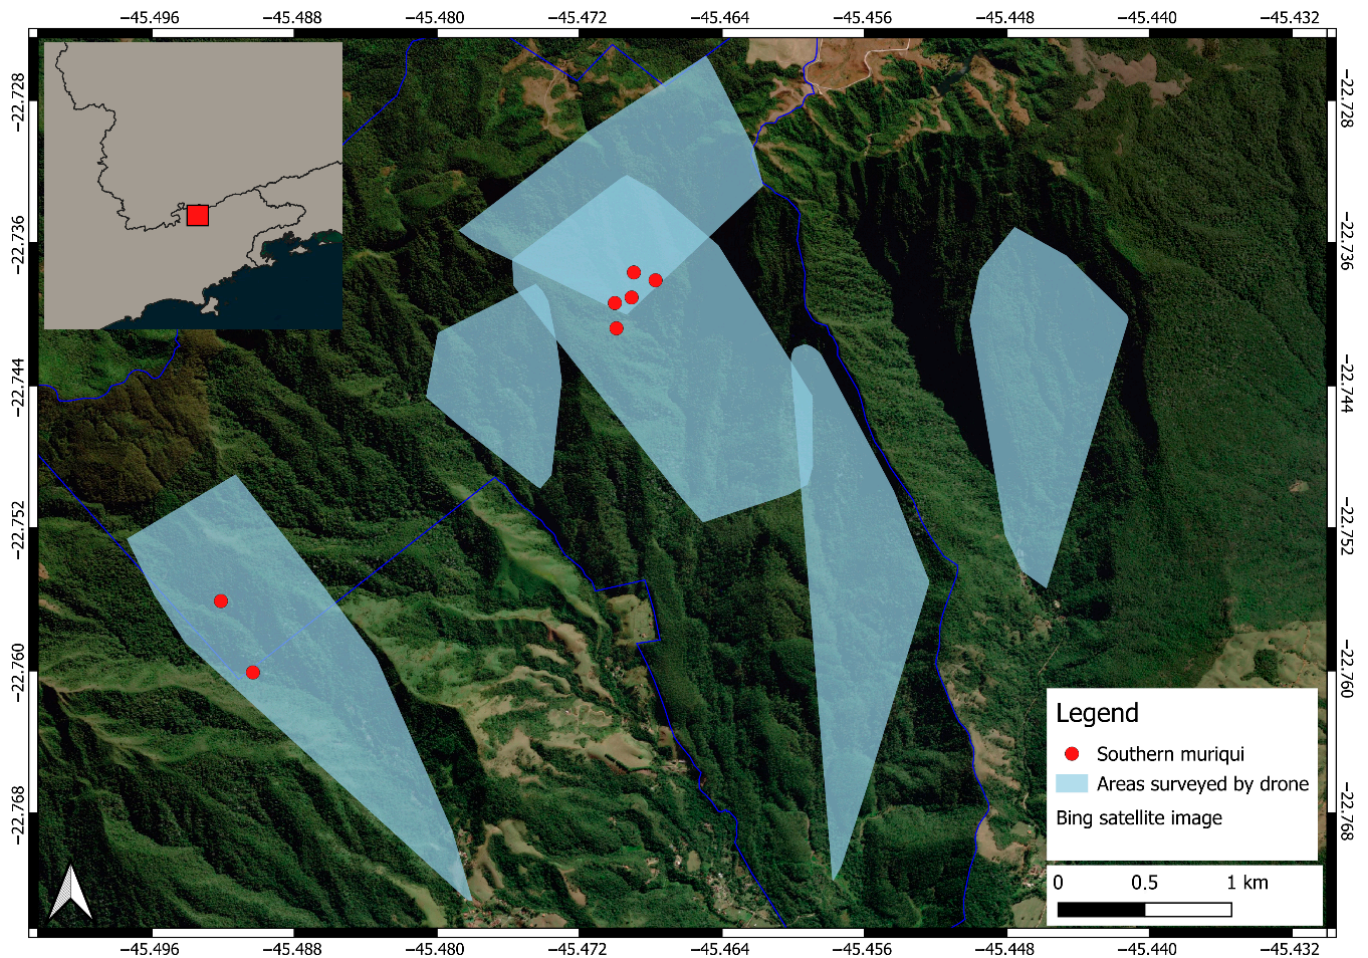 −45.496 −45.488 −45.480 −45.472 −45.464 −45.456 −45.448 −45.440 −45.432
−22.728 −22.728
−22.736 −22.736
−22.744 −22.744
−22.752 −22.752
−22.760 −22.760
−22.768 −22.768
Legend
Southern muriqui
Areas surveyed by drone
Bing satellite image
0 0.5 1 km
−45.496 −45.488 −45.480 −45.472 −45.464 −45.456 −45.448 −45.440 −45.432